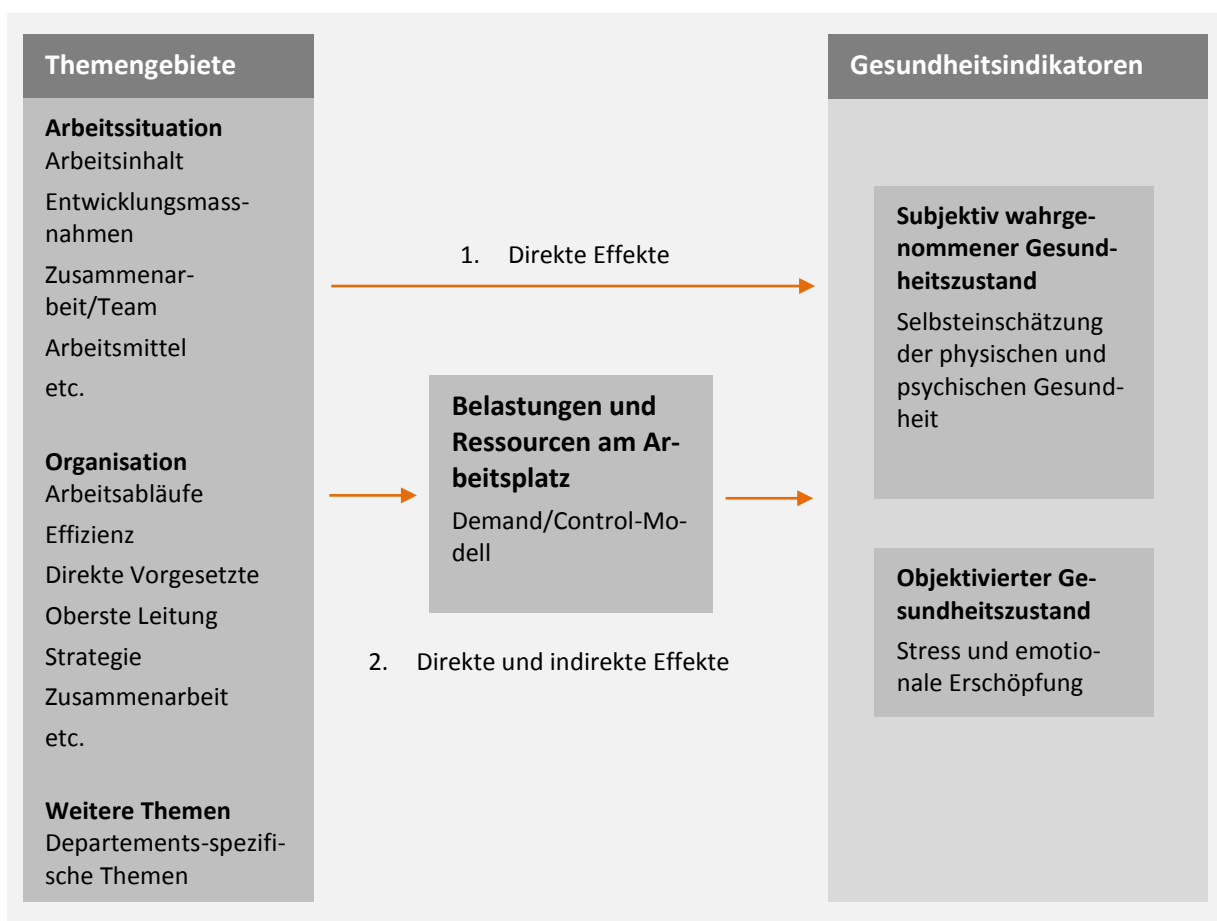 Themengebiete
Arbeitssituation
Arbeitsinhalt
Entwicklungsmass-
nahmen
Zusammenar-
beit/Team
Arbeitsmittel
etc.
Organisation
Arbeitsabläufe
Effizienz
Direkte Vorgesetzte
Oberste Leitung
Strategie
Zusammenarbeit
etc.
Weitere Themen
Departements-spezifi-
sche Themen
1. Direkte Effekte
Belastungen und
Ressourcen am Ar-
beitsplatz
Demand/Control-Mo-
dell
2. Direkte und indirekte Effekte
Gesundheitsindikatoren
Subjektiv wahrge-
nommener Gesund-
heitszustand
Selbsteinschätzung
der physischen und
psychischen Gesund-
heit
Objektivierter Ge-
sundheitszustand
Stress und emotio-
nale Erschöpfung